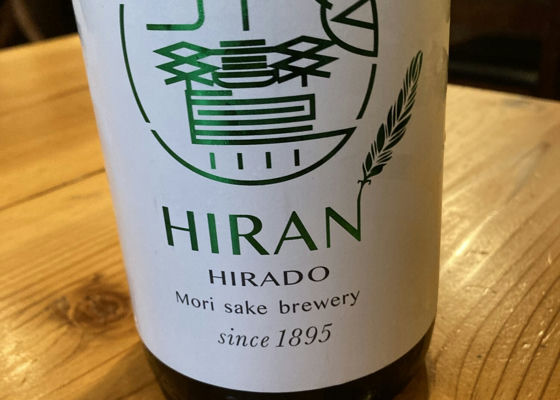 HIRAN
HIRADO
Mori sake brewery
since 1895